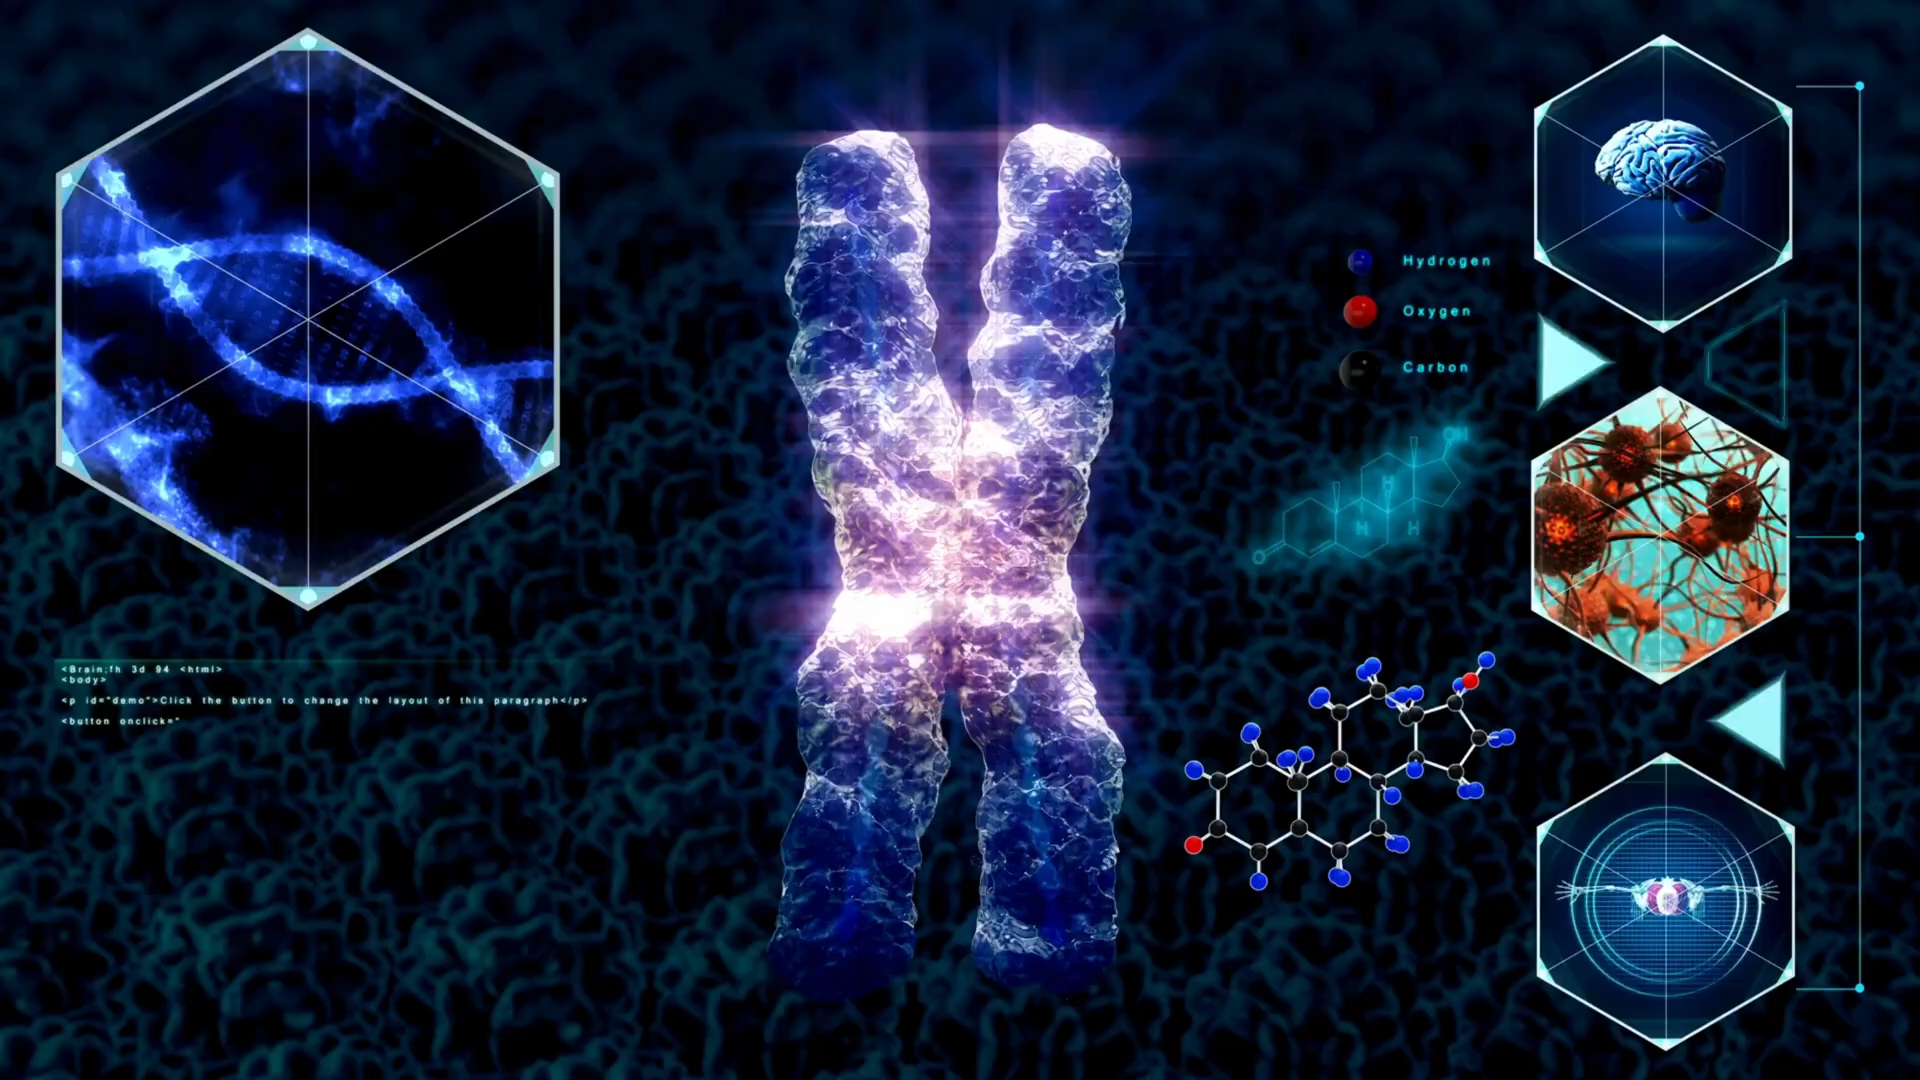 Hydrogen
Oxygen
Carbon
OH
H
H
H
O
<Brain:fh 3d 94 <html>
<body>
<p id="demo">Click the button to change the layout of this paragraph</p>
<button onclick="